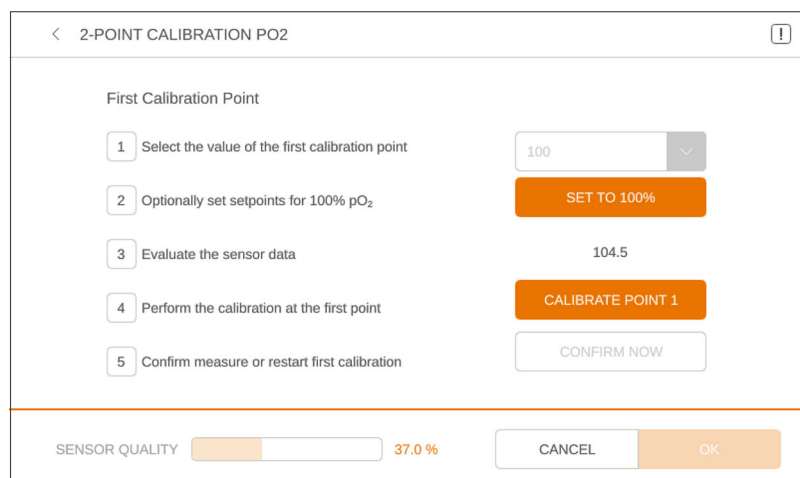 2-POINT CALIBRATION PO2
!
First Calibration Point
1 Select the value of the first calibration point 100
2 Optionally set setpoints for 100% pO₂ SET TO 100%
3 Evaluate the sensor data 104.5
4 Perform the calibration at the first point CALIBRATE POINT 1
5 Confirm measure or restart first calibration CONFIRM NOW
SENSOR QUALITY 37.0 % CANCEL OK